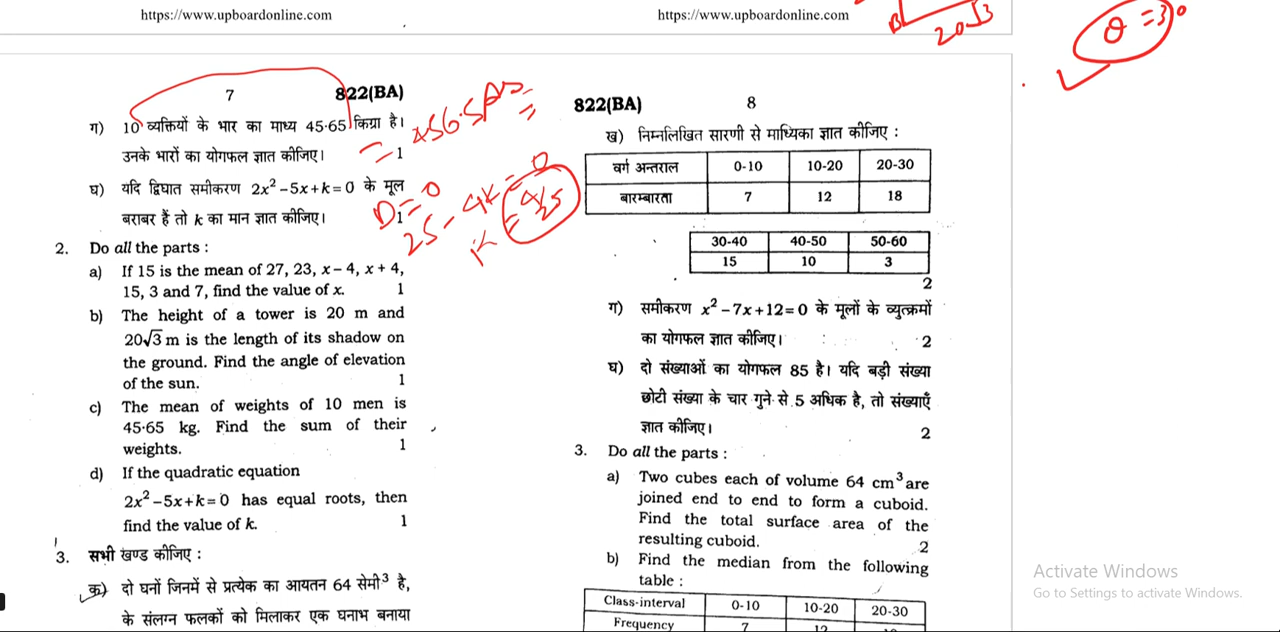 https://www.upboardonline.com
https://www.upboardonline.com
20√3
θ = 30
7
822(BA)
ग) 10 व्यक्तियों के भार का माध्य 45·65 किग्रा है।
उनके भारों का योगफल ज्ञात कीजिए। 1
= 456.5 Ans
घ) यदि द्विघात समीकरण 2x² – 5x + k = 0 के मूल
बराबर हैं तो k का मान ज्ञात कीजिए। 1
D = 0
25 – 4k = 0
k = 4/25
2. Do all the parts :
a) If 15 is the mean of 27, 23, x – 4, x + 4,
15, 3 and 7, find the value of x. 1
b) The height of a tower is 20 m and
20√3 m is the length of its shadow on
the ground. Find the angle of elevation
of the sun. 1
c) The mean of weights of 10 men is
45·65 kg. Find the sum of their
weights. 1
d) If the quadratic equation
2x² – 5x + k = 0 has equal roots, then
find the value of k. 1
3. सभी खण्ड कीजिए :
क) दो घनों जिनमें से प्रत्येक का आयतन 64 सेमी³ है,
के संलग्न फलकों को मिलाकर एक घनाभ बनाया
822(BA)
8
ख) निम्नलिखित सारणी से माध्यिका ज्ञात कीजिए :
वर्ग अन्तराल 0-10 10-20 20-30
बारम्बारता 7 12 18
30-40 40-50 50-60
15 10 3
2
ग) समीकरण x² – 7x + 12 = 0 के मूलों के व्युत्क्रमों
का योगफल ज्ञात कीजिए। 2
घ) दो संख्याओं का योगफल 85 है। यदि बड़ी संख्या
छोटी संख्या के चार गुने से 5 अधिक है, तो संख्याएँ
ज्ञात कीजिए। 2
3. Do all the parts :
a) Two cubes each of volume 64 cm³ are
joined end to end to form a cuboid.
Find the total surface area of the
resulting cuboid. 2
b) Find the median from the following
table :
Class-interval 0-10 10-20 20-30
Frequency 7 12
Activate Windows
Go to Settings to activate Windows.